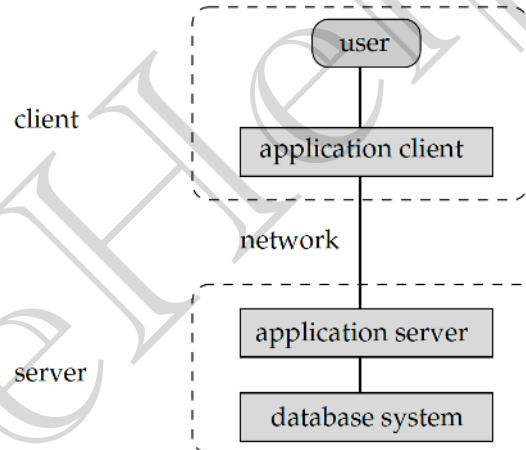 user
client
application client
network
application server
server
database system